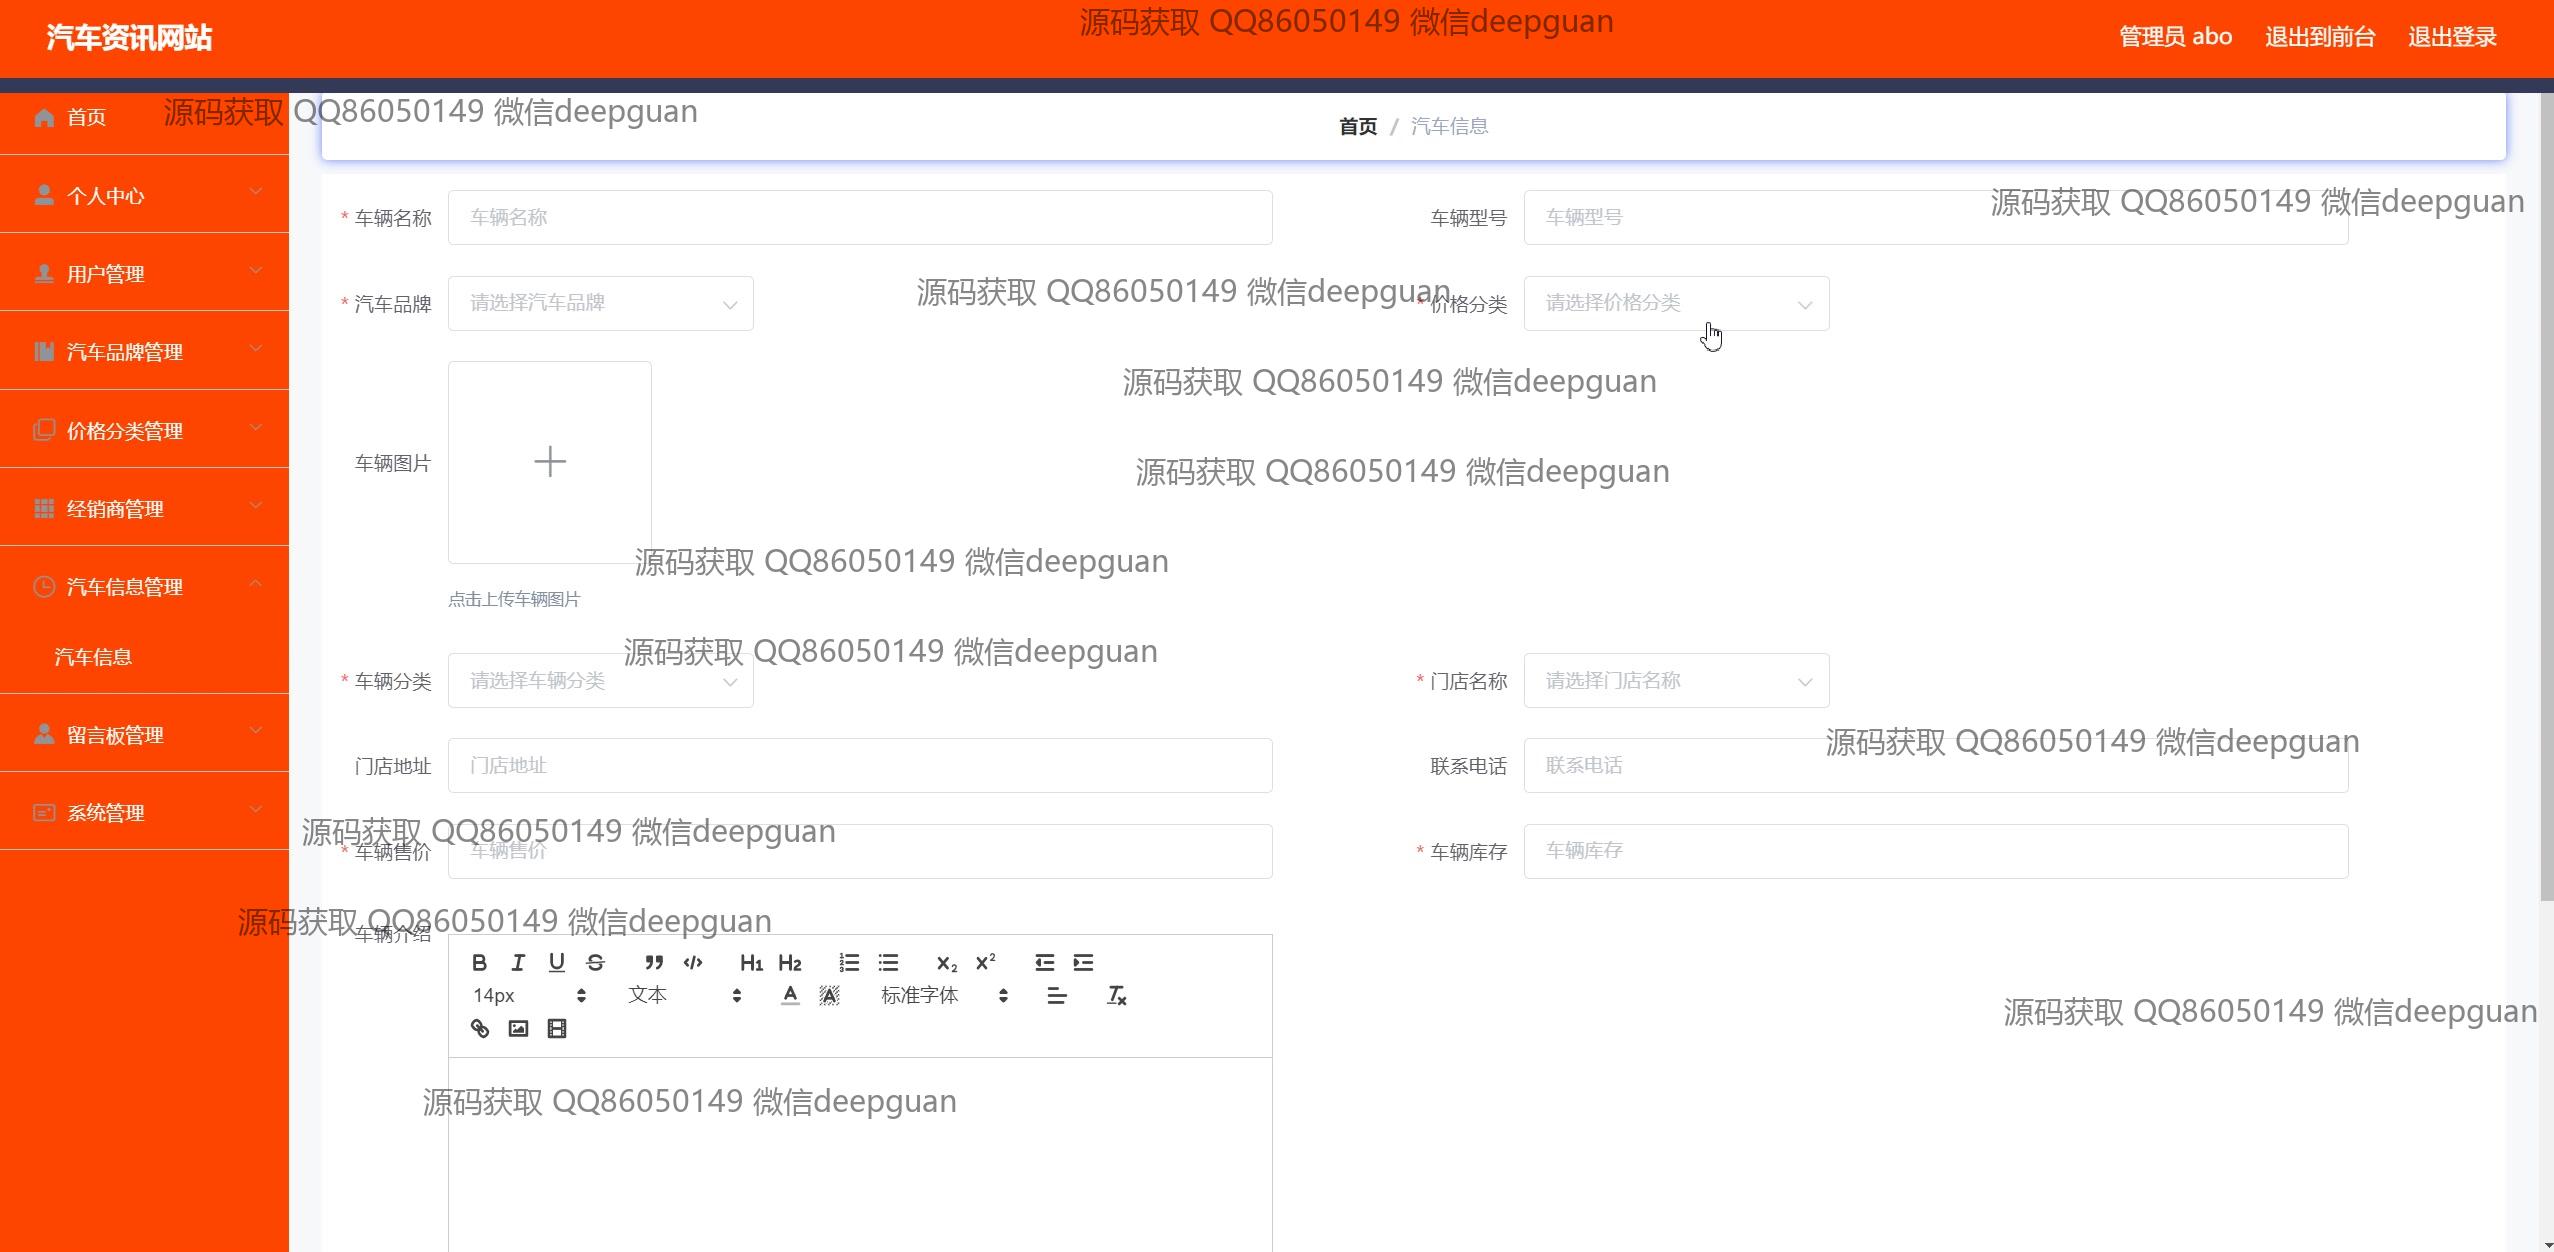 汽车资讯网站
源码获取 QQ86050149 微信deepguan
管理员 abo 退出到前台 退出登录
首页
源码获取 QQ86050149 微信deepguan
首页 / 汽车信息
个人中心
用户管理
汽车品牌管理
价格分类管理
经销商管理
汽车信息管理
汽车信息
留言板管理
系统管理
* 车辆名称 车辆名称
车辆型号 车辆型号
源码获取 QQ86050149 微信deepguan
* 汽车品牌 请选择汽车品牌
源码获取 QQ86050149 微信deepguan
* 价格分类 请选择价格分类
源码获取 QQ86050149 微信deepguan
车辆图片
源码获取 QQ86050149 微信deepguan
源码获取 QQ86050149 微信deepguan
点击上传车辆图片
源码获取 QQ86050149 微信deepguan
* 车辆分类 请选择车辆分类
* 门店名称 请选择门店名称
源码获取 QQ86050149 微信deepguan
门店地址 门店地址
联系电话 联系电话
源码获取 QQ86050149 微信deepguan
* 车辆售价 车辆售价
* 车辆库存 车辆库存
源码获取 QQ86050149 微信deepguan
车辆介绍
B I U S H1 H2 X2 X2
14px 文本 A A 标准字体 Tx
源码获取 QQ86050149 微信deepguan
源码获取 QQ86050149 微信deepguan